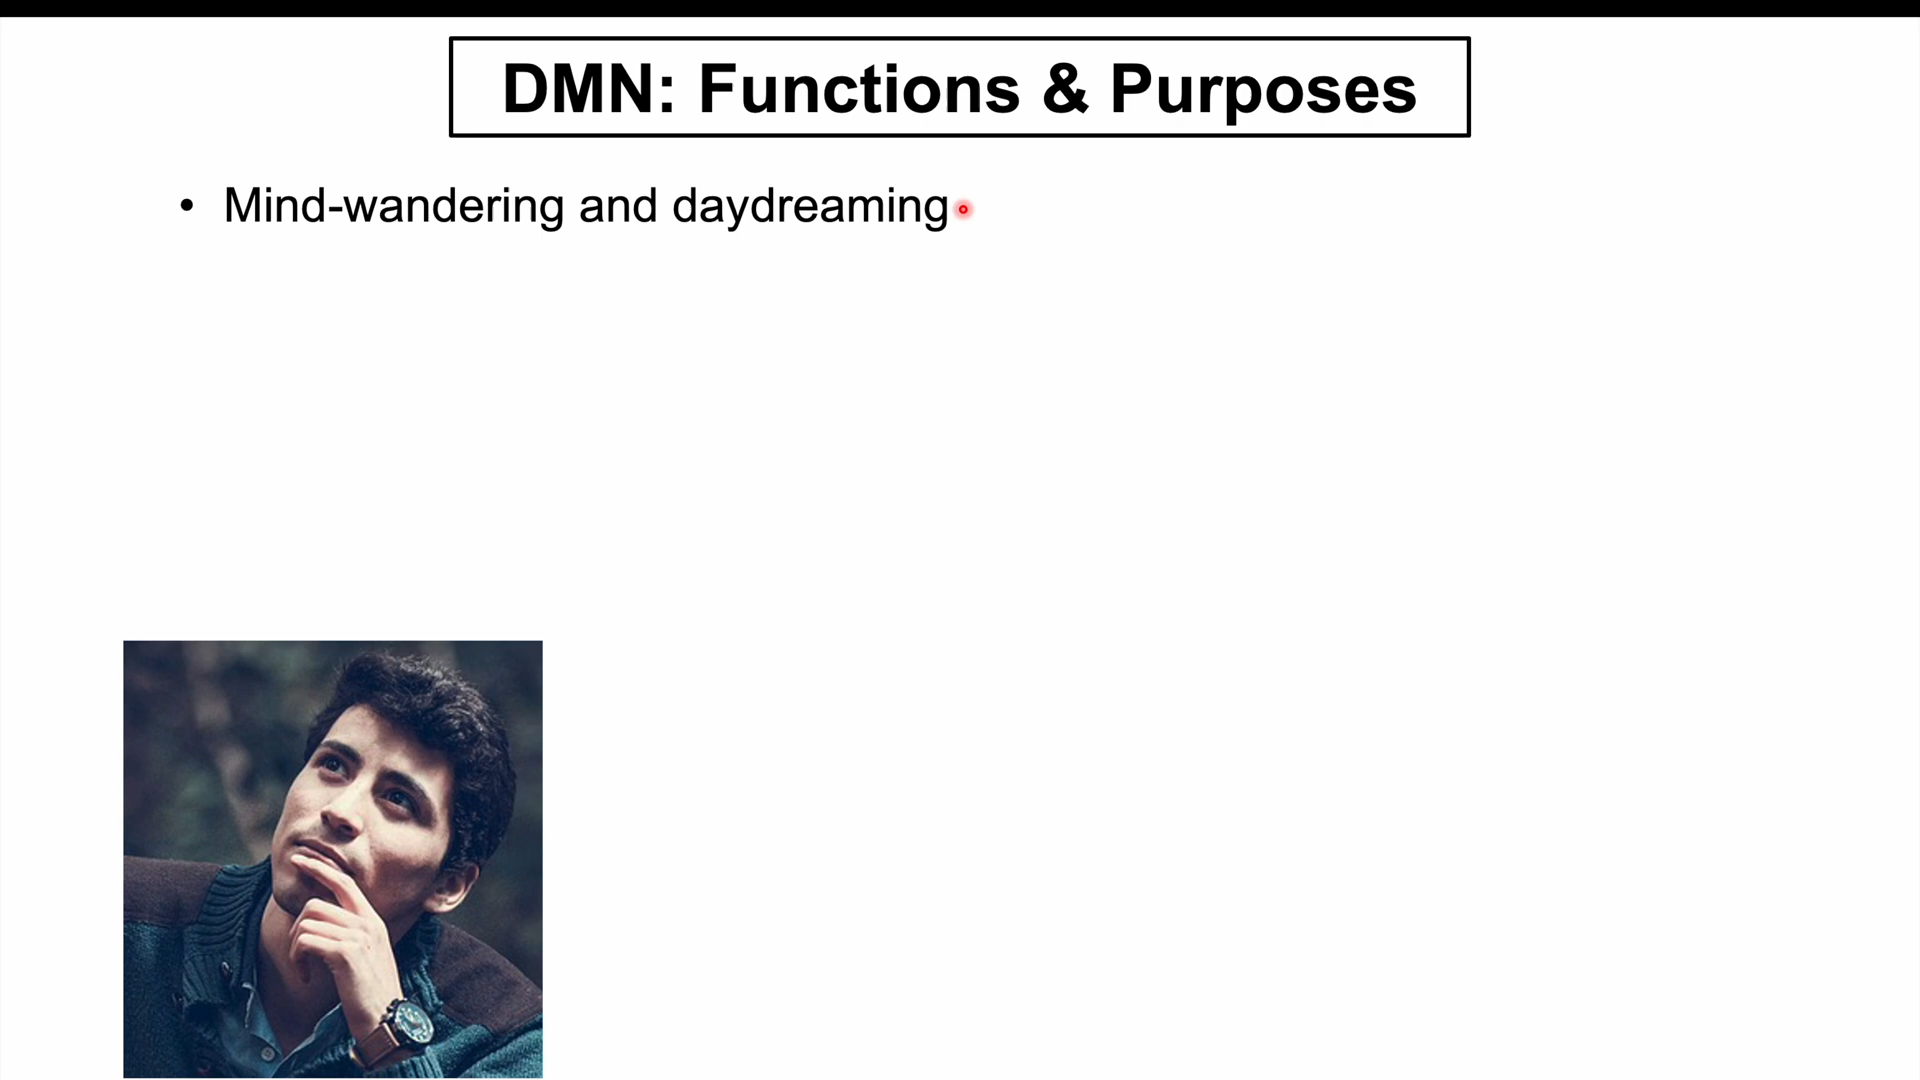 DMN: Functions & Purposes
• Mind-wandering and daydreaming